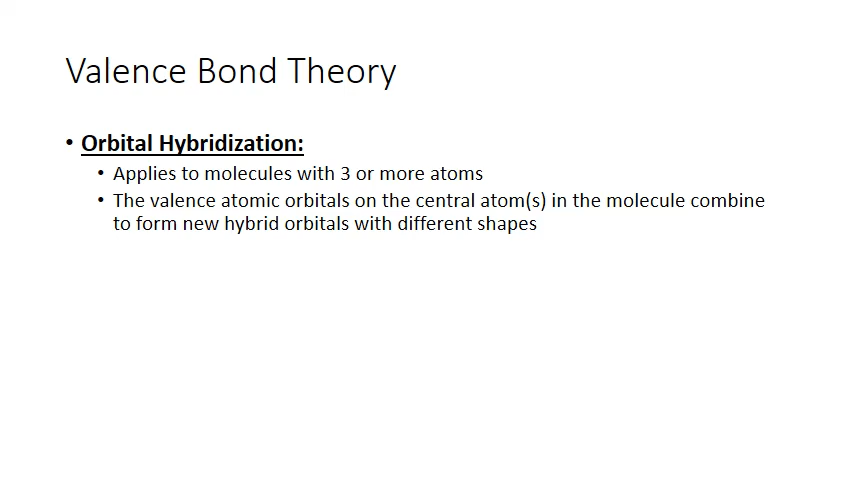 Valence Bond Theory
• Orbital Hybridization:
• Applies to molecules with 3 or more atoms
• The valence atomic orbitals on the central atom(s) in the molecule combine
to form new hybrid orbitals with different shapes